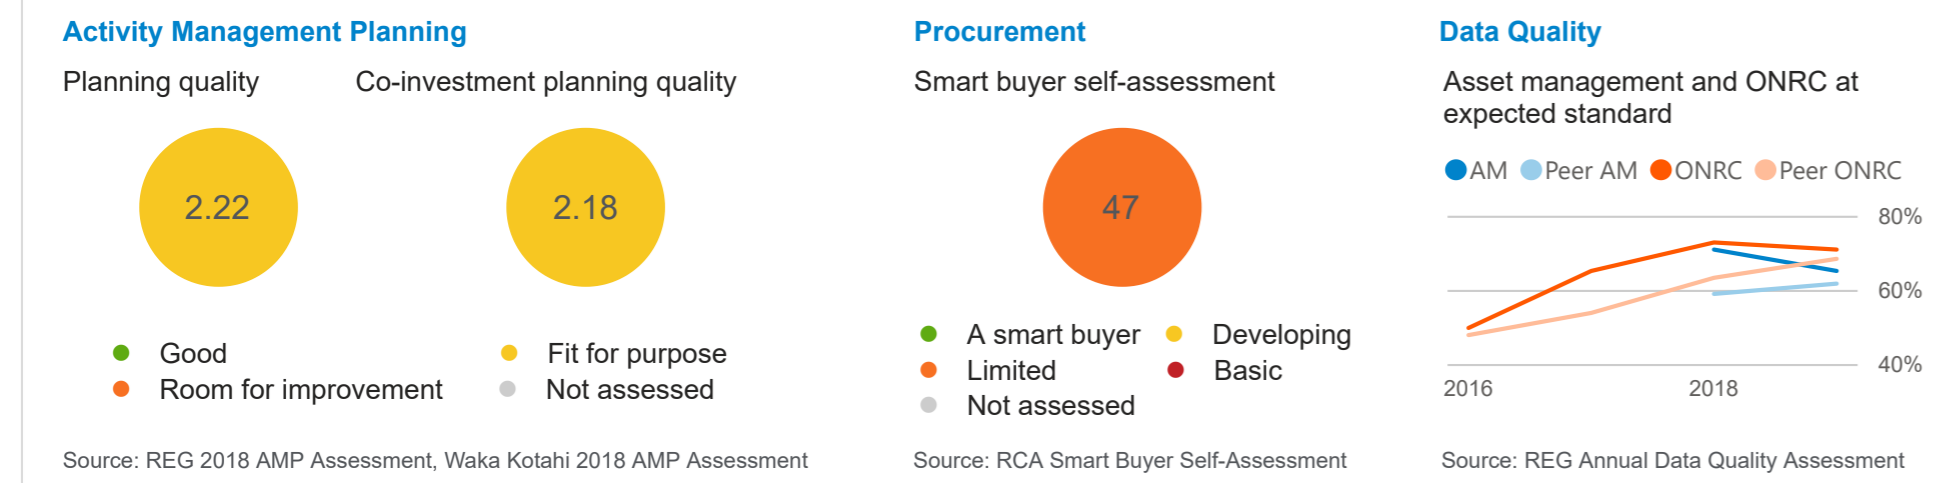 Activity Management Planning
Planning quality
Co-investment planning quality
2.22
2.18
Good
Fit for purpose
Room for improvement
Not assessed
Source: REG 2018 AMP Assessment, Waka Kotahi 2018 AMP Assessment
Procurement
Smart buyer self-assessment
47
A smart buyer
Developing
Limited
Basic
Not assessed
Source: RCA Smart Buyer Self-Assessment
Data Quality
Asset management and ONRC at
expected standard
AM Peer AM ONRC Peer ONRC
80%
60%
40%
2016 2018
Source: REG Annual Data Quality Assessment